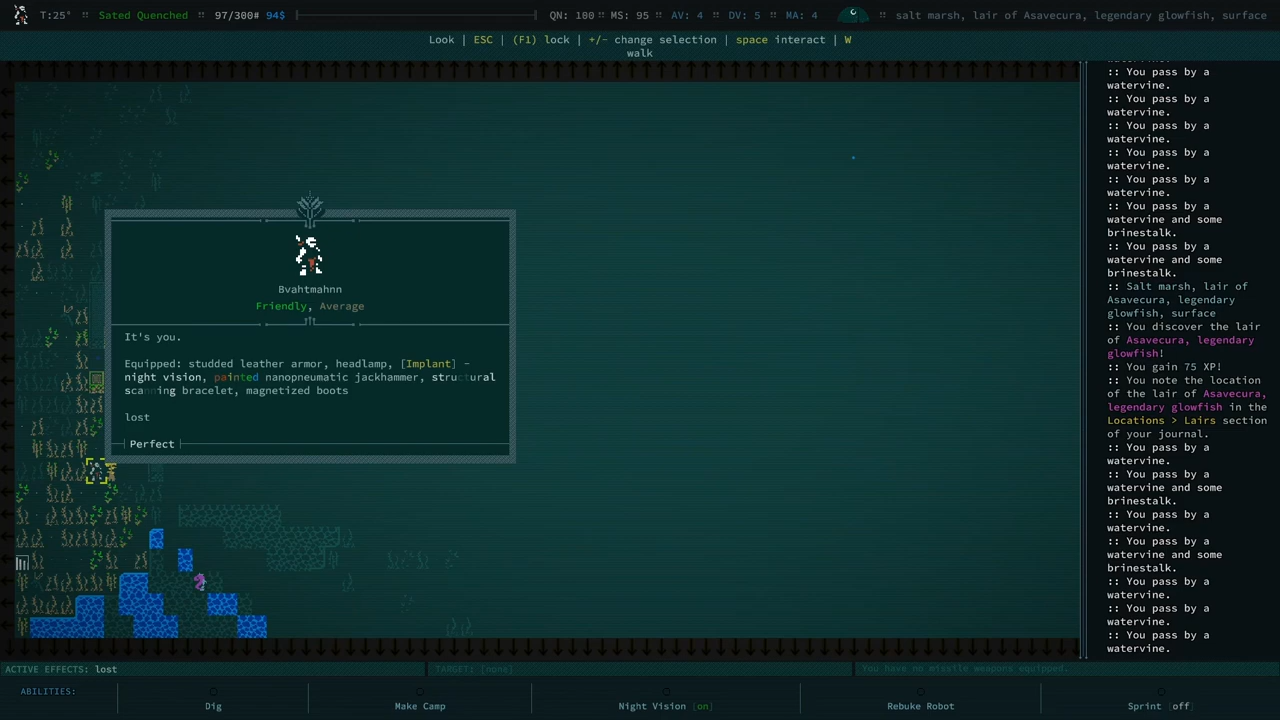 T:25° Sated Quenched :: 97/300# 94$ QN: 100 :: MS: 95 :: AV: 4 :: DV: 5 :: MA: 4 :: salt marsh, lair of Asavecura, legendary glowfish, surface
Look | ESC | (F1) lock | +/- change selection | space interact | W
walk
Bvahtmahnn
Friendly, Average
It's you.
Equipped: studded leather armor, headlamp, [Implant] -
night vision, painted nanopneumatic jackhammer, structural
scanning bracelet, magnetized boots
lost
Perfect
:: You pass by a
watervine.
:: You pass by a
watervine.
:: You pass by a
watervine.
:: You pass by a
watervine.
:: You pass by a
watervine.
:: You pass by a
watervine and some
brinestalk.
:: You pass by a
watervine and some
brinestalk.
:: Salt marsh, lair of
Asavecura, legendary
glowfish, surface
:: You discover the lair
of Asavecura, legendary
glowfish!
:: You gain 75 XP!
:: You note the location
of the lair of Asavecura,
legendary glowfish in the
Locations > Lairs section
of your journal.
:: You pass by a
watervine.
:: You pass by a
watervine and some
brinestalk.
:: You pass by a
watervine.
:: You pass by a
watervine and some
brinestalk.
:: You pass by a
watervine.
:: You pass by a
watervine.
:: You pass by a
watervine.
ACTIVE EFFECTS: lost
TARGET: [none]
You have no missile weapons equipped.
ABILITIES: Dig Make Camp Night Vision [on] Rebuke Robot Sprint [off]